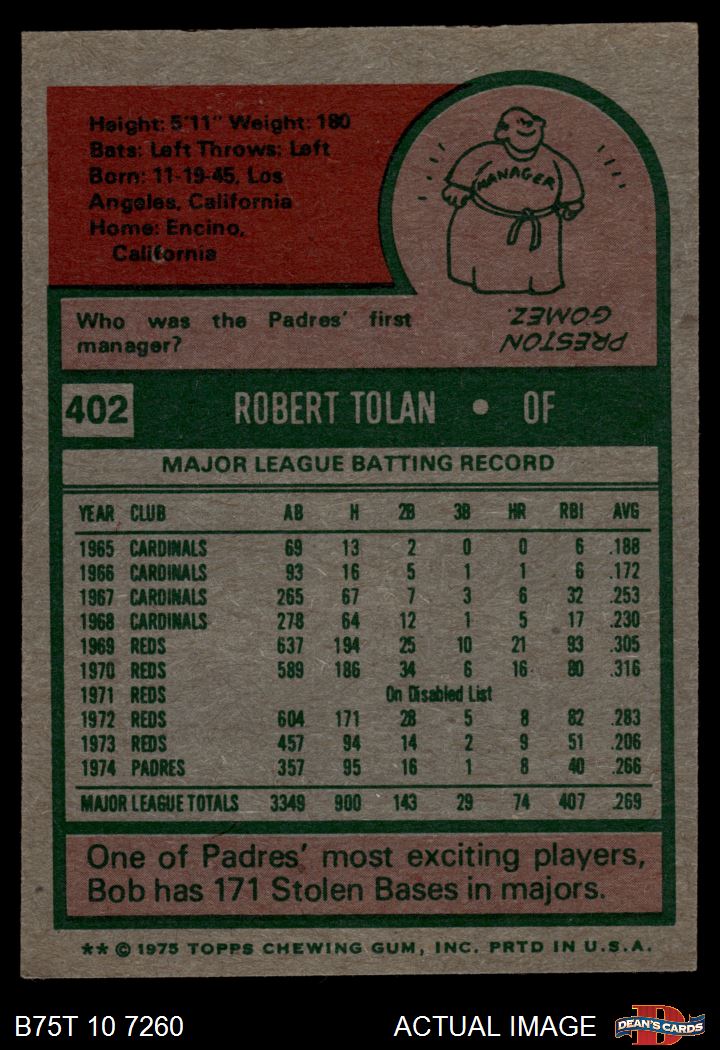 Height: 5'11" Weight: 180
Bats: Left Throws: Left
Born: 11-19-45, Los
Angeles, California
Home: Encino,
California
MANAGER
Who was the Padres' first
manager?
PRESTON
GOMEZ.
402 ROBERT TOLAN • OF
MAJOR LEAGUE BATTING RECORD
YEAR CLUB AB H 2B 3B HR RBI AVG
1965 CARDINALS 69 13 2 0 0 6 .188
1966 CARDINALS 93 16 5 1 1 6 .172
1967 CARDINALS 265 67 7 3 6 32 .253
1968 CARDINALS 278 64 12 1 5 17 .230
1969 REDS 637 194 25 10 21 93 .305
1970 REDS 589 186 34 6 16 80 .316
1971 REDS On Disabled List
1972 REDS 604 171 28 5 8 82 .283
1973 REDS 457 94 14 2 9 51 .206
1974 PADRES 357 95 16 1 8 40 .266
MAJOR LEAGUE TOTALS 3349 900 143 29 74 407 .269
One of Padres' most exciting players,
Bob has 171 Stolen Bases in majors.
** © 1975 TOPPS CHEWING GUM, INC. PRTD IN U.S.A.
B75T 10 7260 ACTUAL IMAGE D DEAN'S CARDS